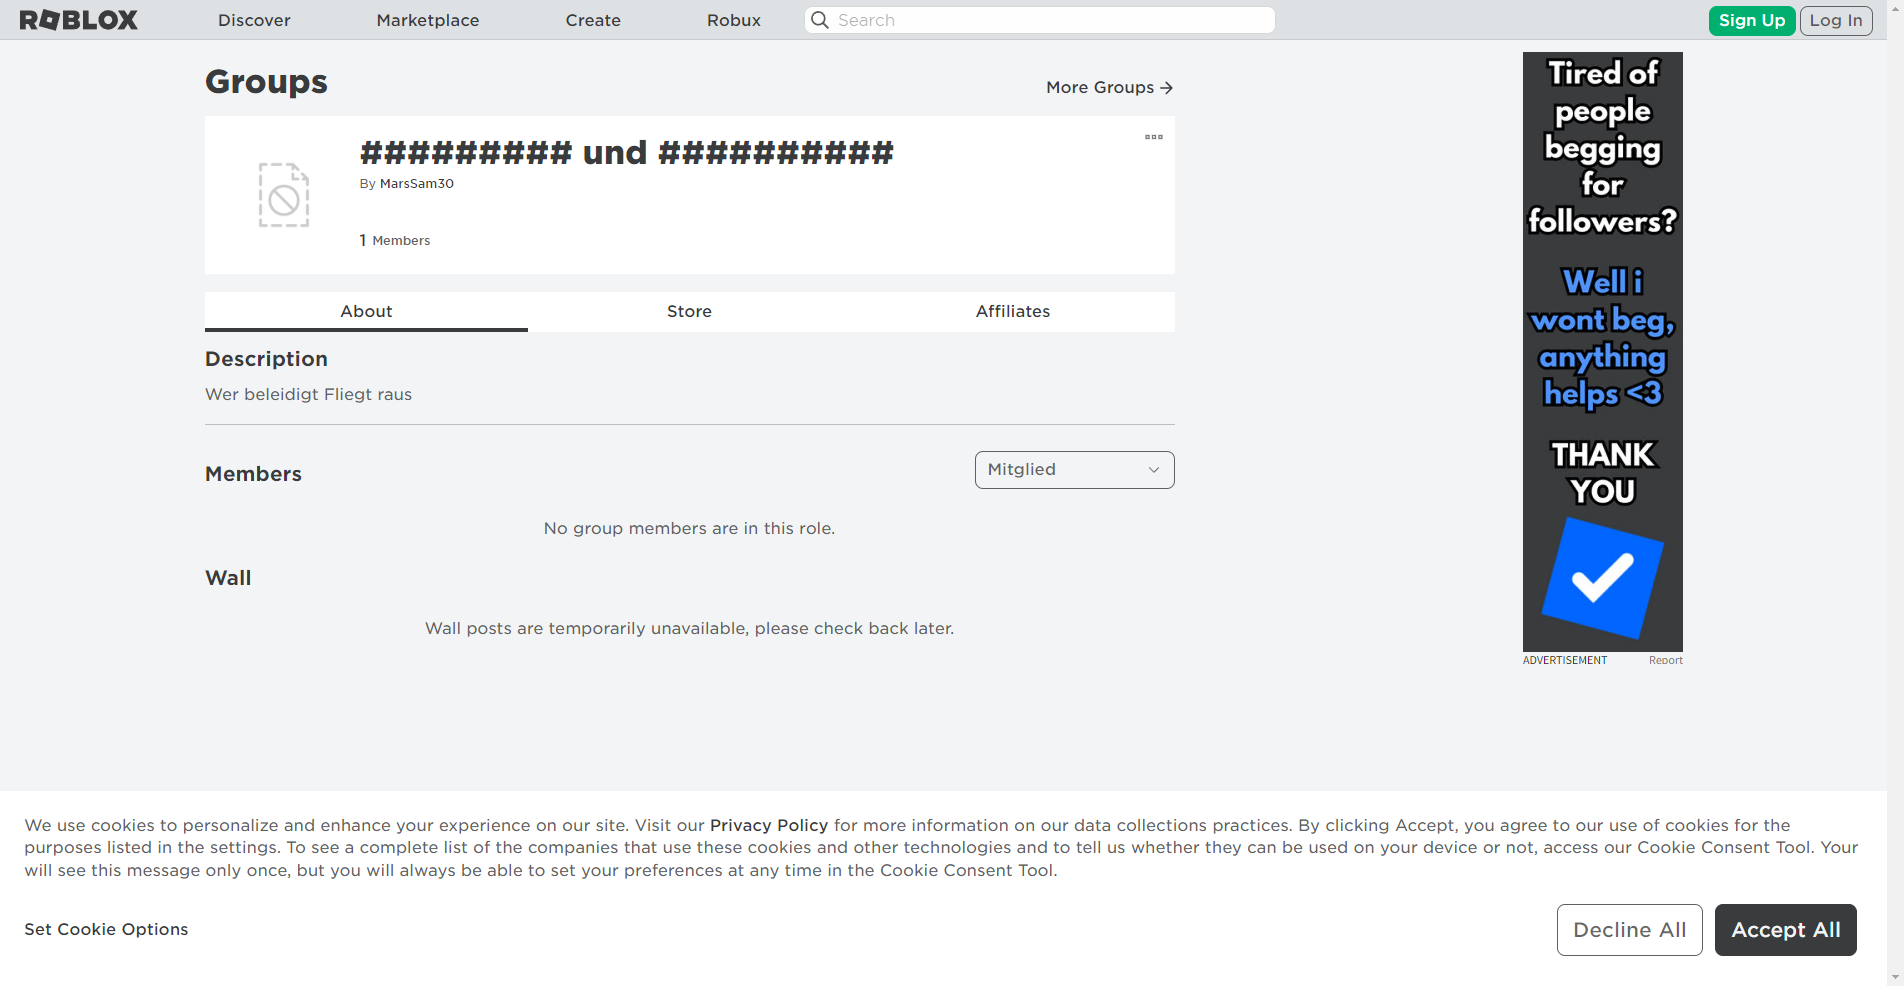 ROBLOX
Discover
Marketplace
Create
Robux
Search
Sign Up
Log In
Groups
More Groups
######### und ##########
By MarsSam30
1 Members
About
Store
Affiliates
Description
Wer beleidigt Fliegt raus
Members
Mitglied
No group members are in this role.
Wall
Wall posts are temporarily unavailable, please check back later.
Tired of
people
begging
for
followers?
Well i
wont beg,
anything
helps <3
THANK
YOU
ADVERTISEMENT
Report
We use cookies to personalize and enhance your experience on our site. Visit our Privacy Policy for more information on our data collections practices. By clicking Accept, you agree to our use of cookies for the
purposes listed in the settings. To see a complete list of the companies that use these cookies and other technologies and to tell us whether they can be used on your device or not, access our Cookie Consent Tool. Your
will see this message only once, but you will always be able to set your preferences at any time in the Cookie Consent Tool.
Set Cookie Options
Decline All
Accept All